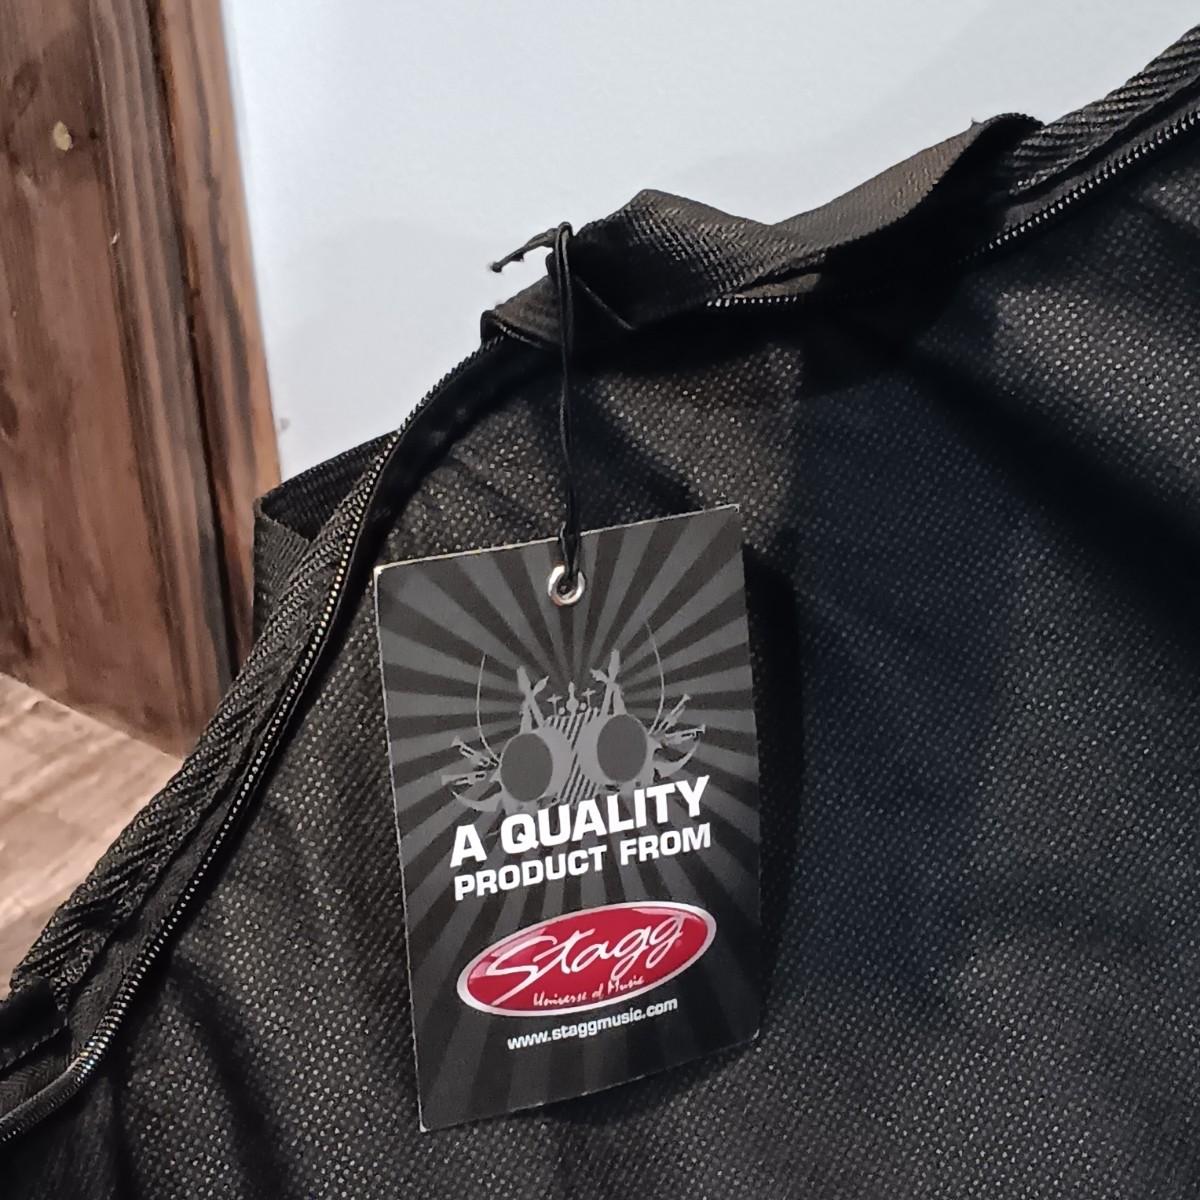 A QUALITY
PRODUCT FROM
Stagg
Universe of Music
www.staggmusic.com